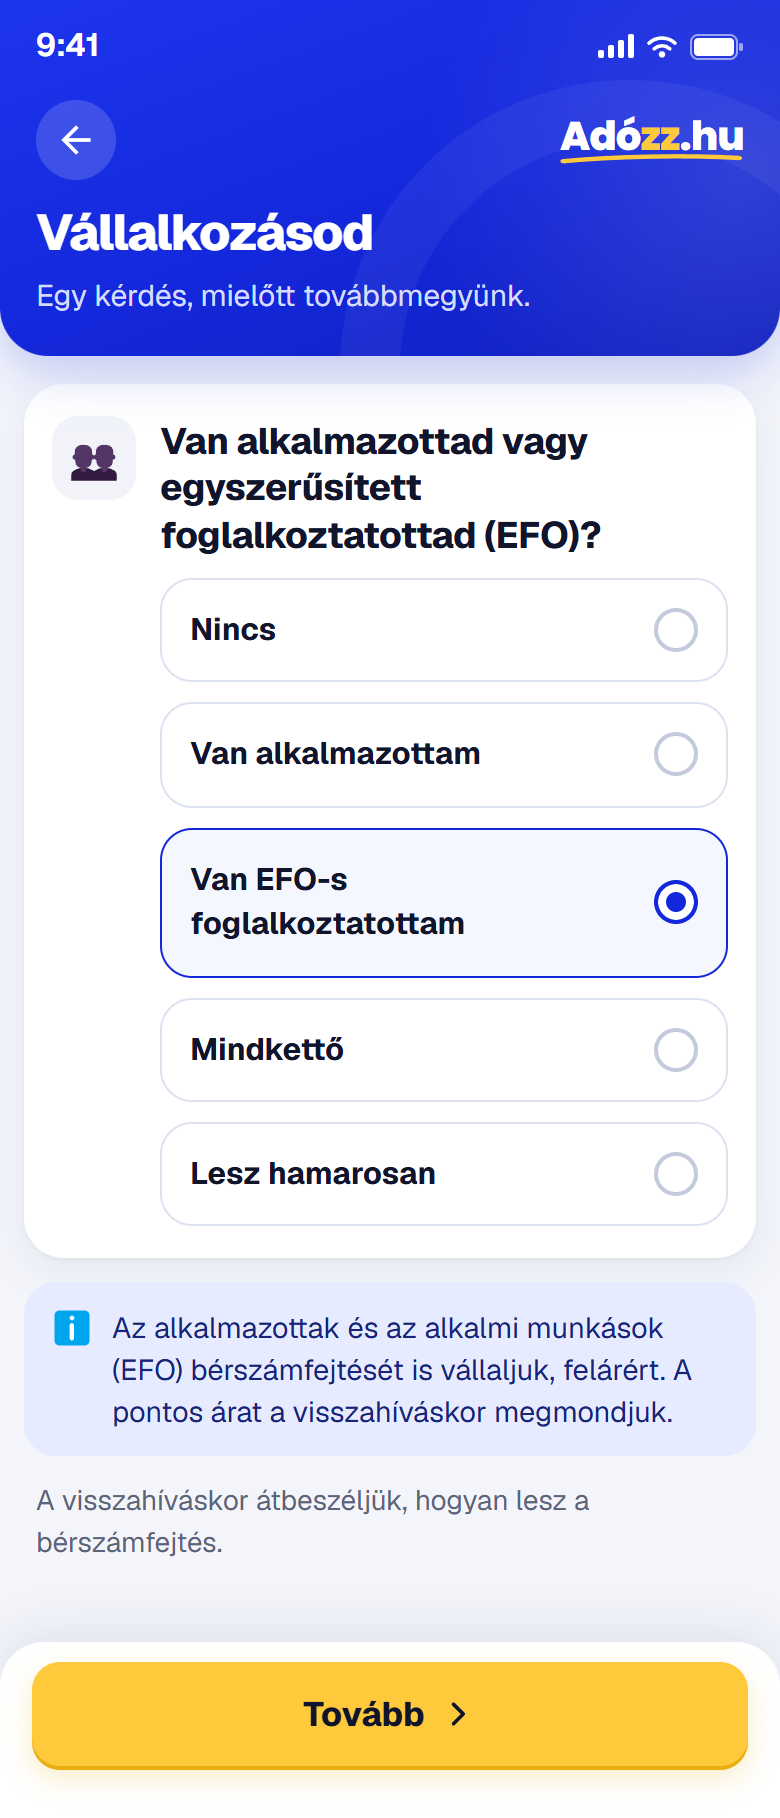 9:41
Adózz.hu
Vállalkozásod
Egy kérdés, mielőtt továbbmegyünk.
Van alkalmazottad vagy
egyszerűsített
foglalkoztatottad (EFO)?
Nincs
Van alkalmazottam
Van EFO-s
foglalkoztatottam
Mindkettő
Lesz hamarosan
Az alkalmazottak és az alkalmi munkások
(EFO) bérszámfejtését is vállaljuk, felárért. A
pontos árat a visszahíváskor megmondjuk.
A visszahíváskor átbeszéljük, hogyan lesz a
bérszámfejtés.
Tovább